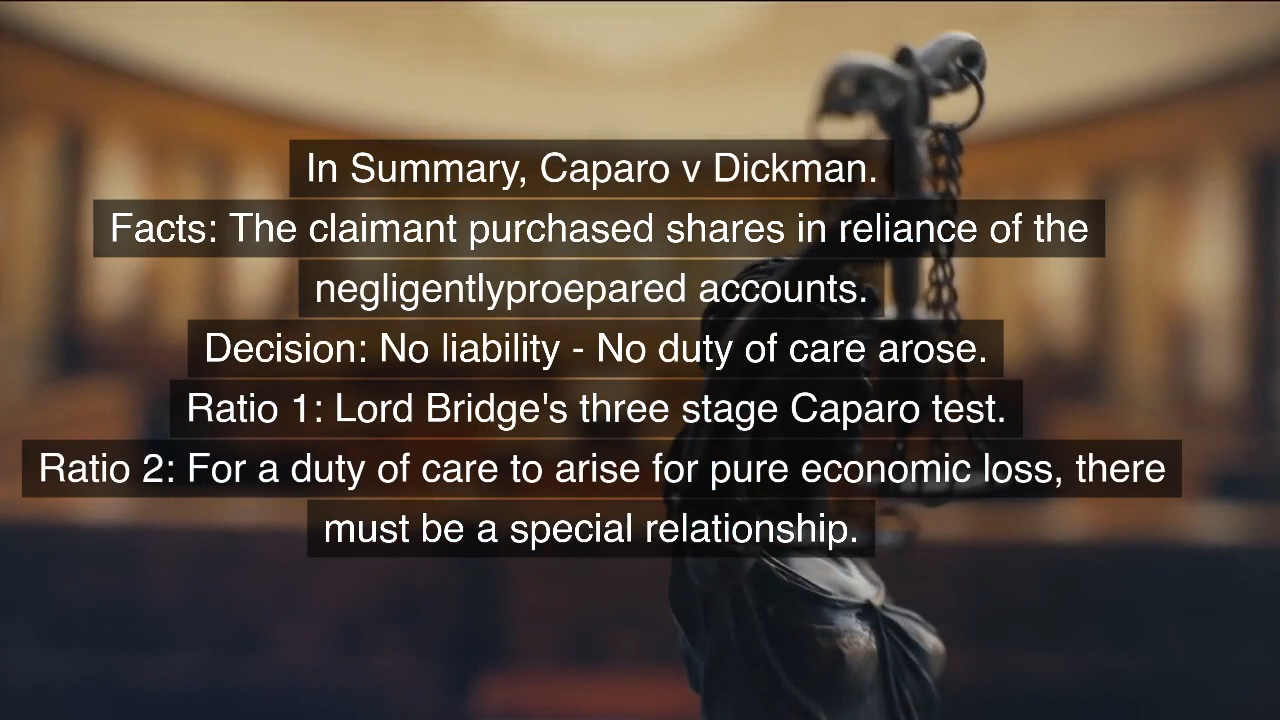 In Summary, Caparo v Dickman.
Facts: The claimant purchased shares in reliance of the
negligentlyproepared accounts.
Decision: No liability - No duty of care arose.
Ratio 1: Lord Bridge's three stage Caparo test.
Ratio 2: For a duty of care to arise for pure economic loss, there
must be a special relationship.